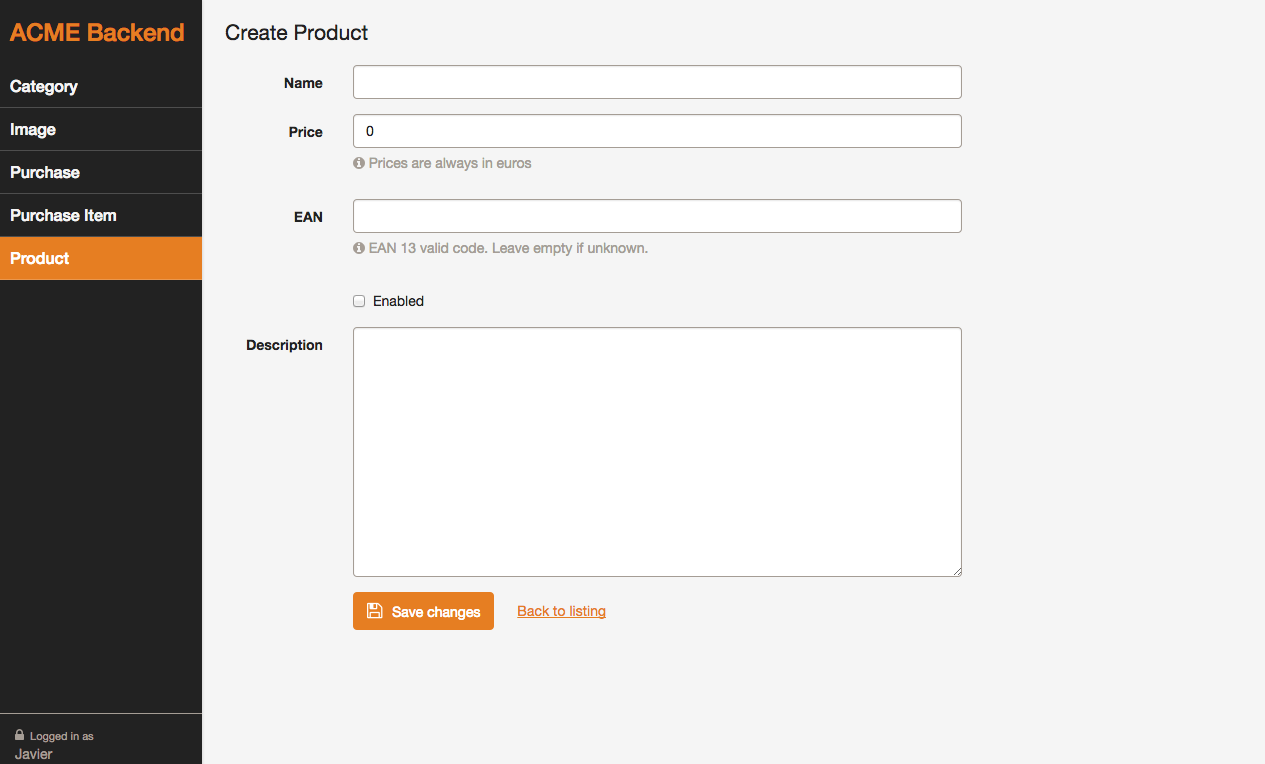 ACME Backend
Category
Image
Purchase
Purchase Item
Product
Logged in as
Javier
Create Product
Name
Price
0
Prices are always in euros
EAN
EAN 13 valid code. Leave empty if unknown.
Enabled
Description
Save changes
Back to listing